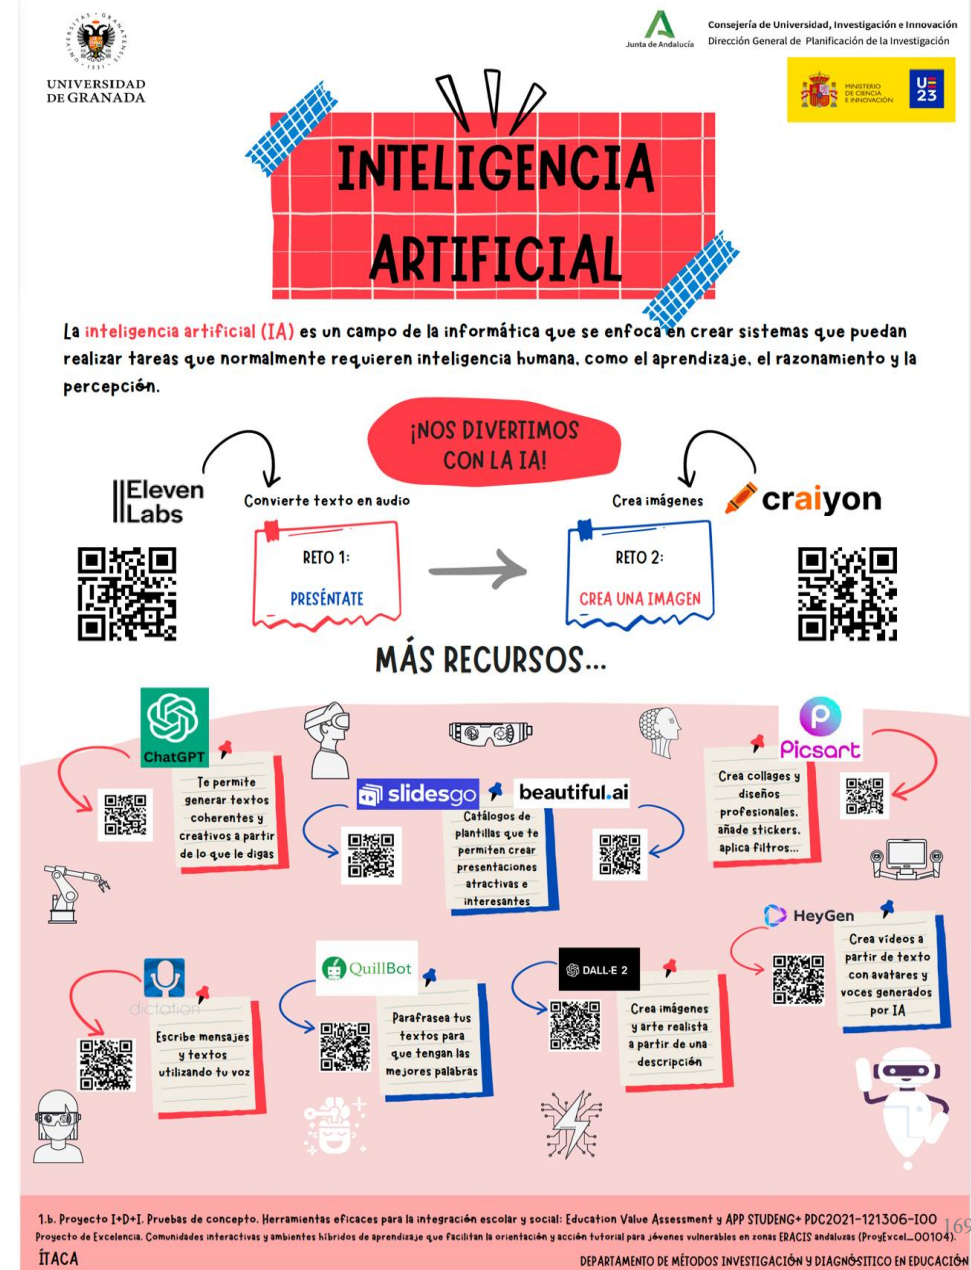 UNIVERSIDAD
DE GRANADA
Junta de Andalucía
Consejería de Universidad, Investigación e Innovación
Dirección General de Planificación de la Investigación
MINISTERIO
DE CIENCIA
E INNOVACIÓN
UE
23
INTELIGENCIA
ARTIFICIAL
La inteligencia artificial (IA) es un campo de la informática que se enfoca en crear sistemas que puedan
realizar tareas que normalmente requieren inteligencia humana, como el aprendizaje, el razonamiento y la
percepción.
¡NOS DIVERTIMOS
CON LA IA!
Eleven
Labs
Convierte texto en audio
Crea imágenes
craiyon
RETO 1:
PRESÉNTATE
RETO 2:
CREA UNA IMAGEN
MÁS RECURSOS...
ChatGPT
Te permite
generar textos
coherentes y
creativos a partir
de lo que le digas
slidesgo
beautiful.ai
Catálogos de
plantillas que te
permiten crear
presentaciones
atractivas e
interesantes
Picsart
Crea collages y
diseños
profesionales,
añade stickers,
aplica filtros...
HeyGen
Crea vídeos a
partir de texto
con avatares y
voces generados
por IA
dictation
Escribe mensajes
y textos
utilizando tu voz
QuillBot
Parafrasea tus
textos para
que tengan las
mejores palabras
DALL·E 2
Crea imágenes
y arte realista
a partir de una
descripción
1.b. Proyecto I+D+I. Pruebas de concepto. Herramientas eficaces para la integración escolar y social: Education Value Assessment y APP STUDENG+ PDC2021-121306-I00
169
Proyecto de Excelencia. Comunidades interactivas y ambientes híbridos de aprendizaje que facilitan la orientación y acción tutorial para jóvenes vulnerables en zonas ERACIS andaluzas (ProyExcel_00104).
ÍTACA
DEPARTAMENTO DE MÉTODOS INVESTIGACIÓN Y DIAGNÓSITICO EN EDUCACIÓN